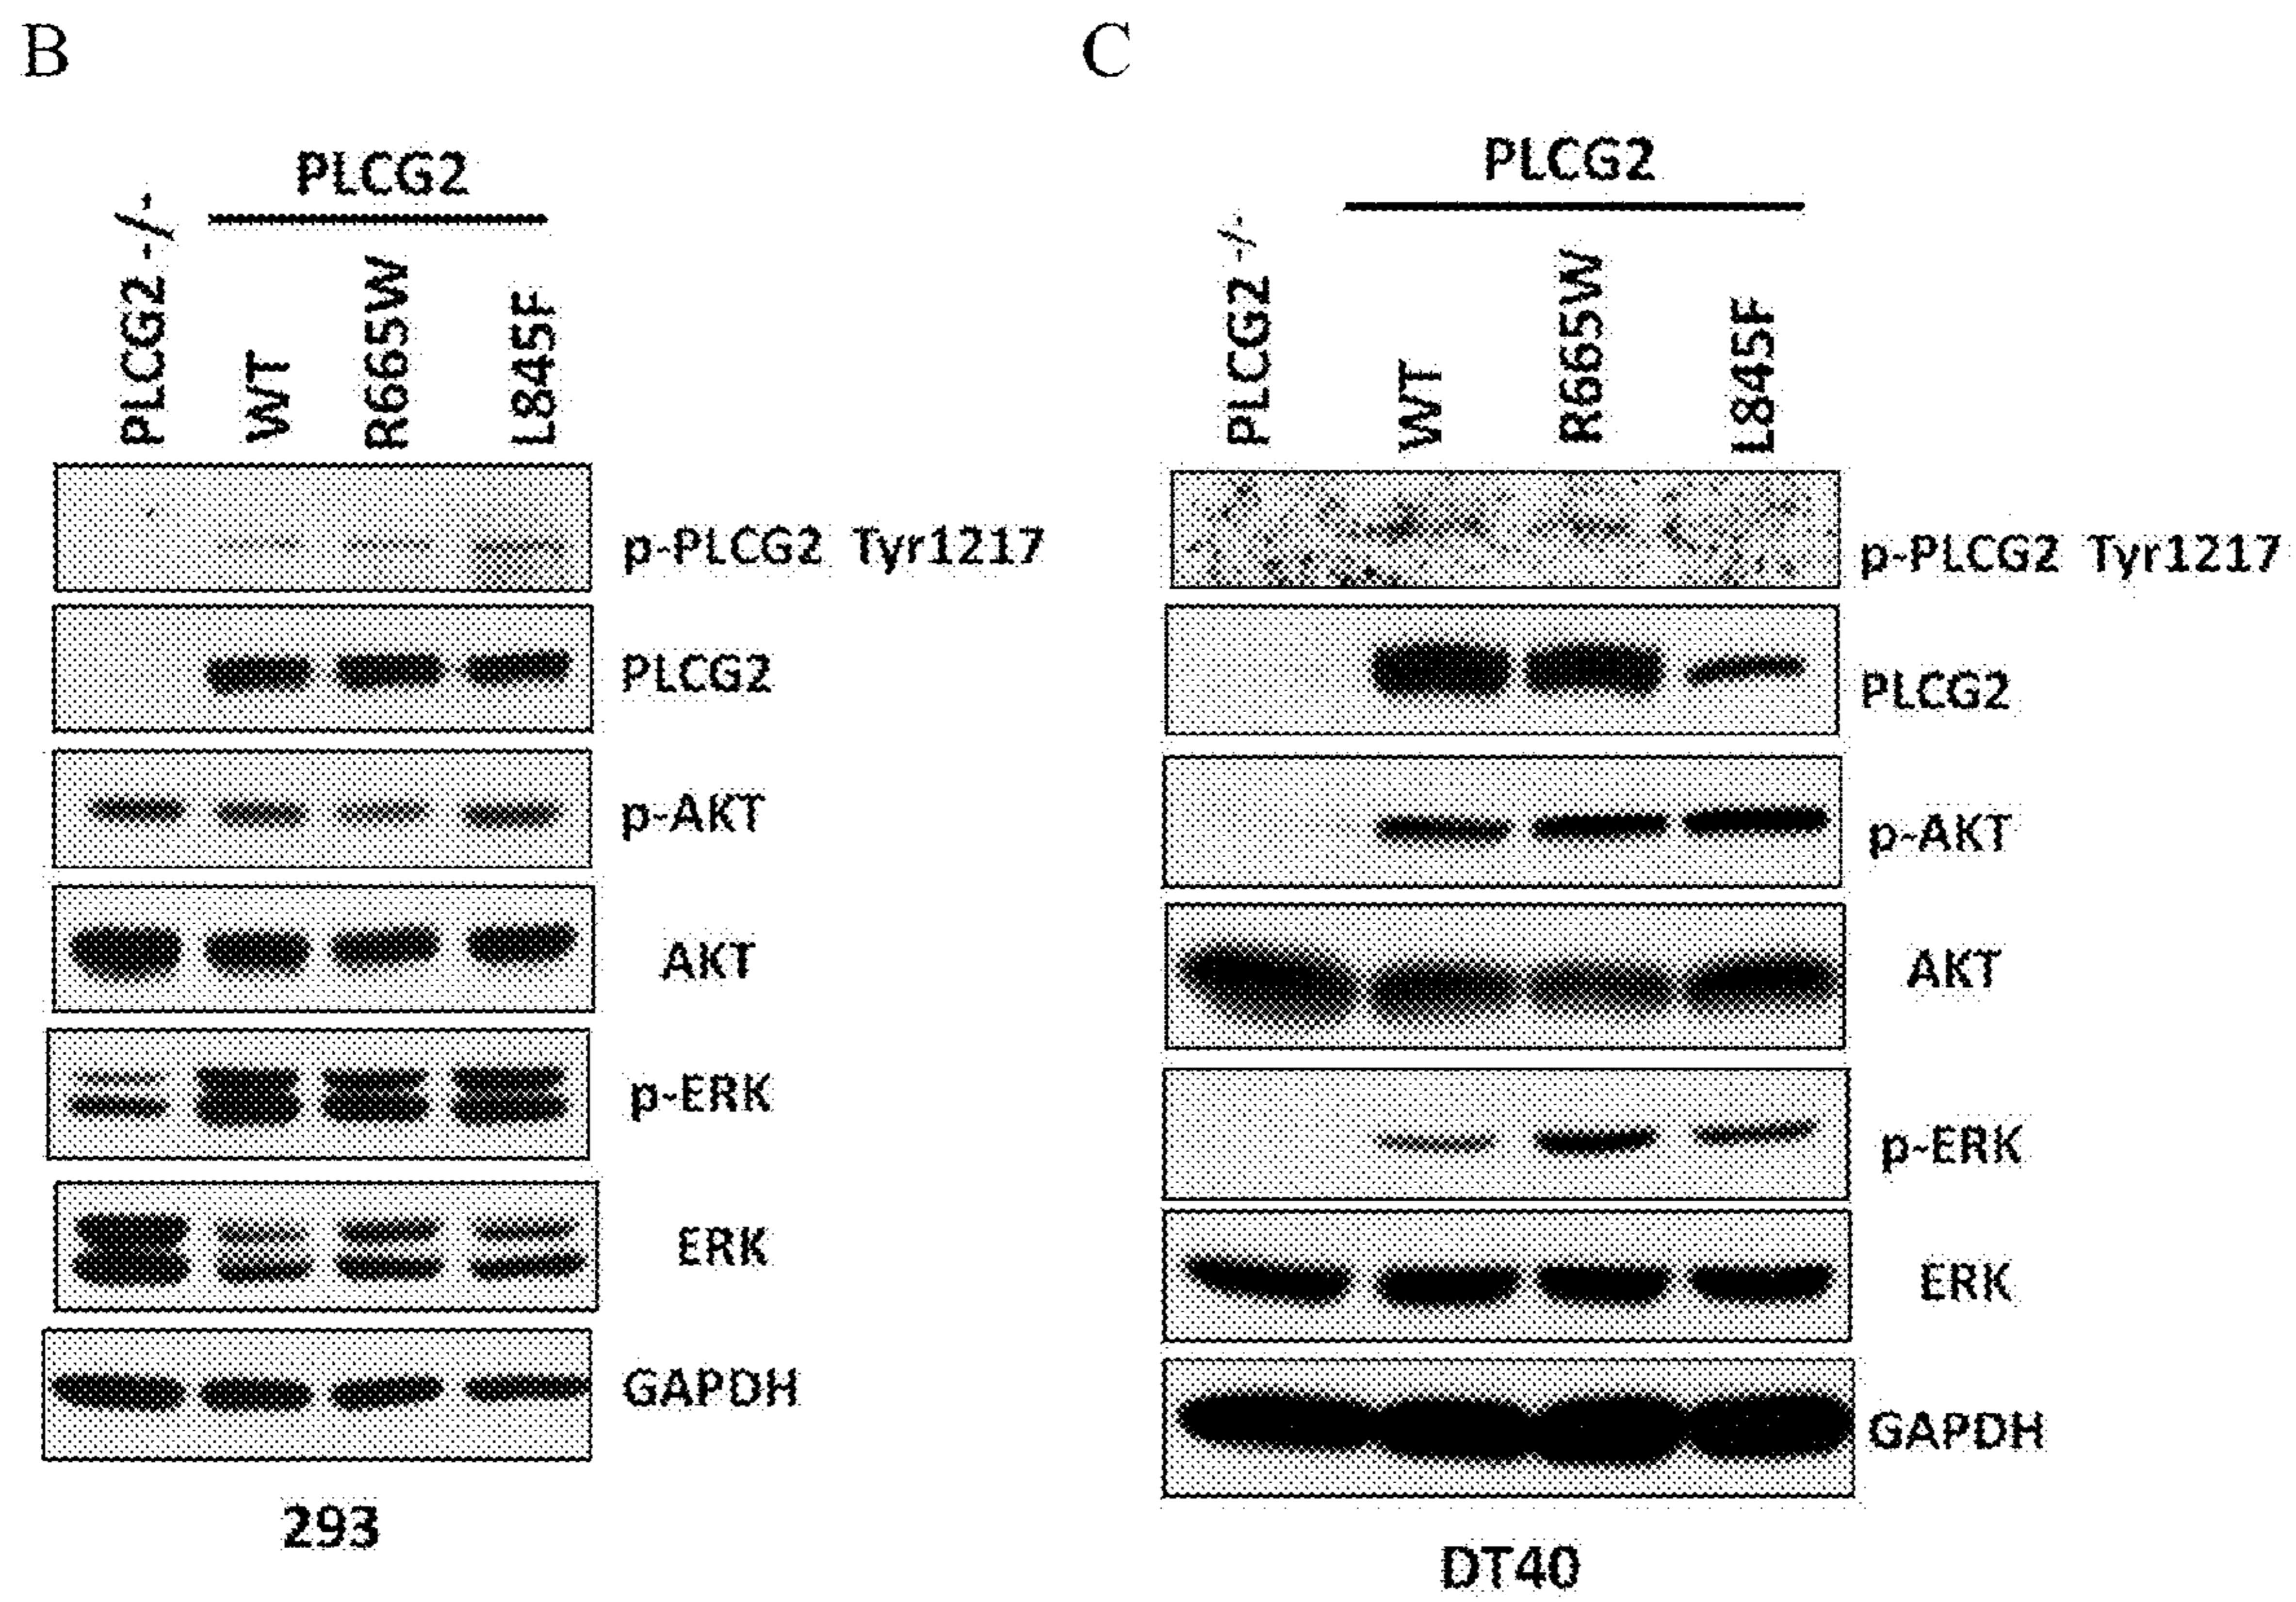 B
PLCG2
PLCG2 -/-
WT
R665W
L845F
p-PLCG2 Tyr1217
PLCG2
p-AKT
AKT
p-ERK
ERK
GAPDH
293
C
PLCG2
PLCG2 -/-
WT
R665W
L845F
p-PLCG2 Tyr1217
PLCG2
p-AKT
AKT
p-ERK
ERK
GAPDH
DT40